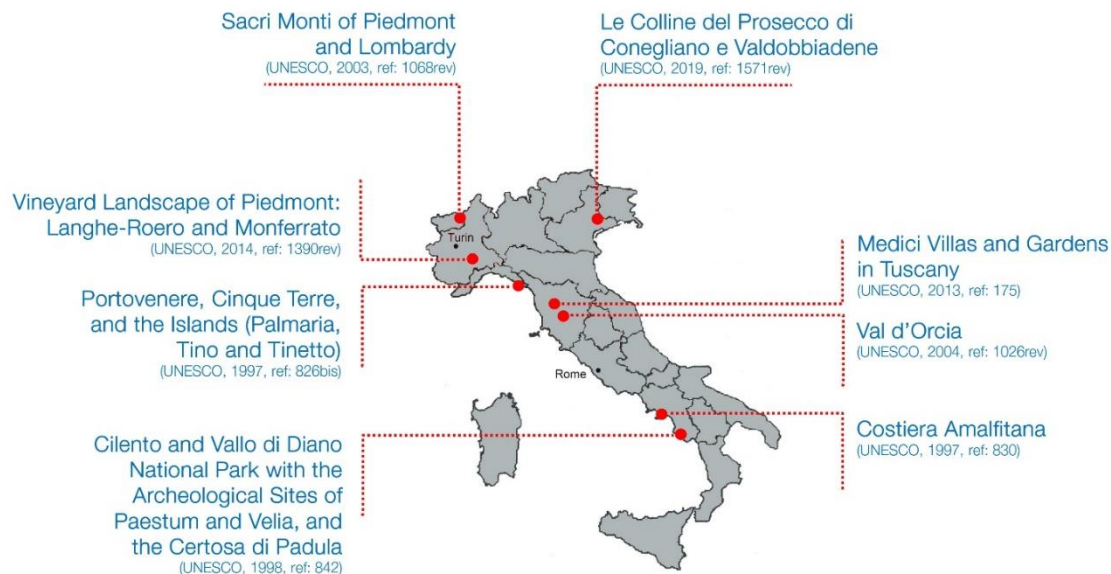 Sacri Monti of Piedmont
and Lombardy
(UNESCO, 2003, ref: 1068rev)
Le Colline del Prosecco di
Conegliano e Valdobbiadene
(UNESCO, 2019, ref: 1571rev)
Vineyard Landscape of Piedmont:
Langhe-Roero and Monferrato
(UNESCO, 2014, ref: 1390rev)
Turin
Medici Villas and Gardens
in Tuscany
(UNESCO, 2013, ref: 175)
Portovenere, Cinque Terre,
and the Islands (Palmaria,
Tino and Tinetto)
(UNESCO, 1997, ref: 826bis)
Val d'Orcia
(UNESCO, 2004, ref: 1026rev)
Rome
Costiera Amalfitana
(UNESCO, 1997, ref: 830)
Cilento and Vallo di Diano
National Park with the
Archeological Sites of
Paestum and Velia, and
the Certosa di Padula
(UNESCO, 1998, ref: 842)